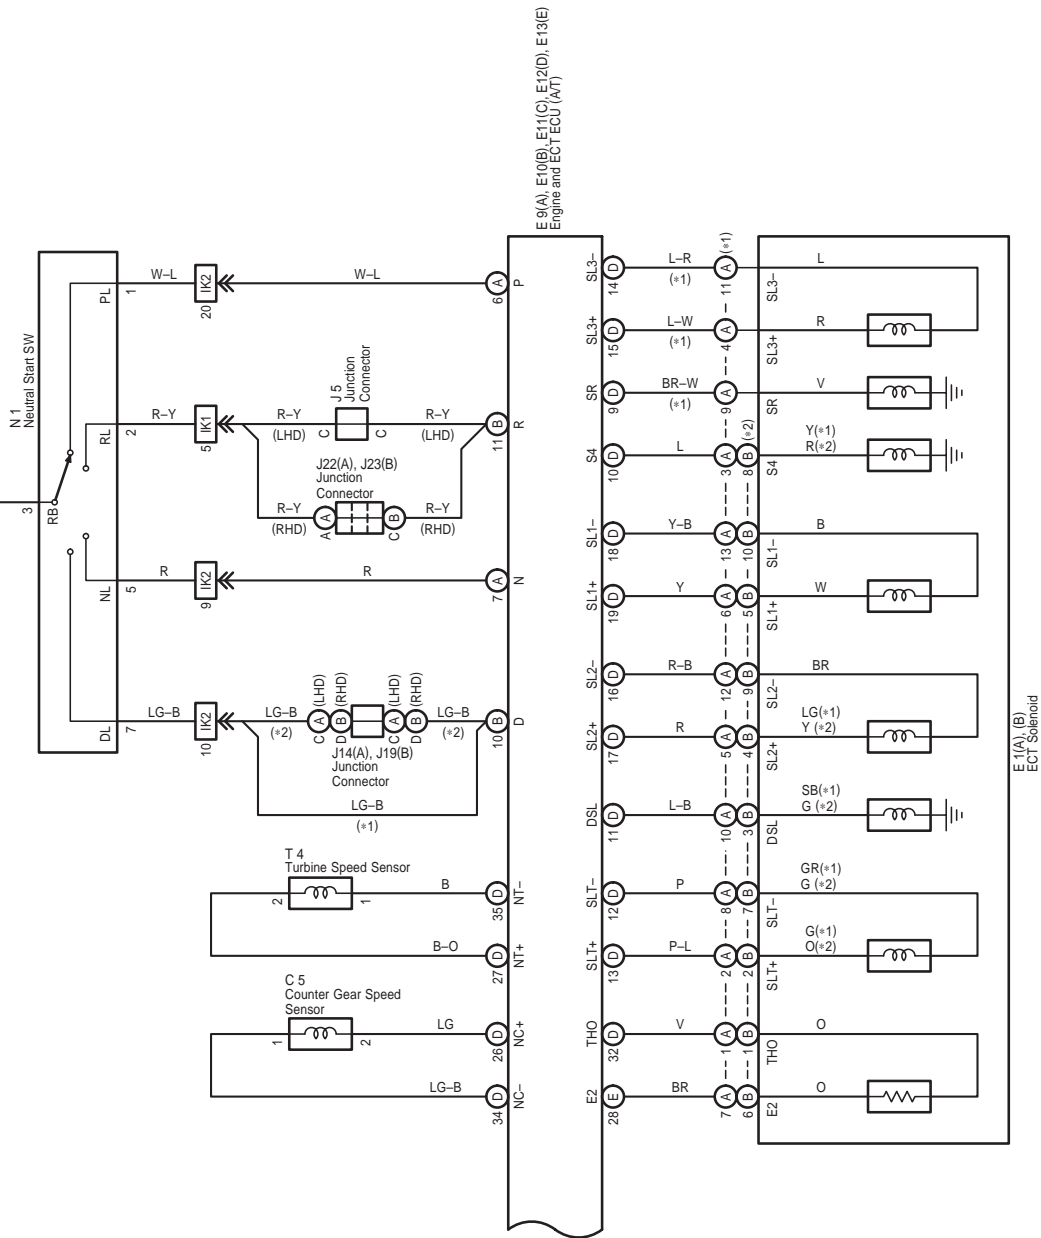 E 9(A), E10(B), E11(C), E12(D), E13(E)
Engine and ECT ECU (A/T)
N 1
Neutral Start SW
3
RB
PL
1
W–L
20
IK2
W–L
6
A
P
RL
2
R–Y
5
IK1
R–Y
(LHD)
C
J 5
Junction
Connector
C
R–Y
(LHD)
11
B
R
J22(A), J23(B)
Junction
Connector
R–Y
(RHD)
A
A
B
C
R–Y
(RHD)
NL
5
R
9
IK2
R
7
A
N
DL
7
LG–B
10
IK2
LG–B
(*2)
C
A
(LHD)
D
B
(RHD)
C
A
(LHD)
D
B
(RHD)
LG–B
(*2)
10
B
D
J14(A), J19(B)
Junction
Connector
LG–B
(*1)
T 4
Turbine Speed Sensor
2
1
B
35
D
NT–
B–O
27
D
NT+
C 5
Counter Gear Speed
Sensor
1
2
LG
26
D
NC+
LG–B
34
D
NC–
SL3–
14
D
L–R
(*1)
11
A
(*1)
SL3–
L
SL3+
15
D
L–W
(*1)
4
A
SL3+
R
SR
9
D
BR–W
(*1)
9
A
SR
V
S4
10
D
L
3
A
8
B
(*2)
S4
Y(*1)
R(*2)
SL1–
18
D
Y–B
13
A
10
B
SL1–
B
SL1+
19
D
Y
6
A
5
B
SL1+
W
SL2–
16
D
R–B
12
A
9
B
SL2–
BR
SL2+
17
D
R
5
A
4
B
SL2+
LG(*1)
Y (*2)
DSL
11
D
L–B
10
A
3
B
DSL
SB(*1)
G (*2)
SLT–
12
D
P
8
A
7
B
SLT–
GR(*1)
G (*2)
SLT+
13
D
P–L
2
A
2
B
SLT+
G(*1)
O(*2)
THO
32
D
V
1
A
1
B
THO
O
E2
28
E
BR
7
A
6
B
E2
O
E 1(A), (B)
ECT Solenoid